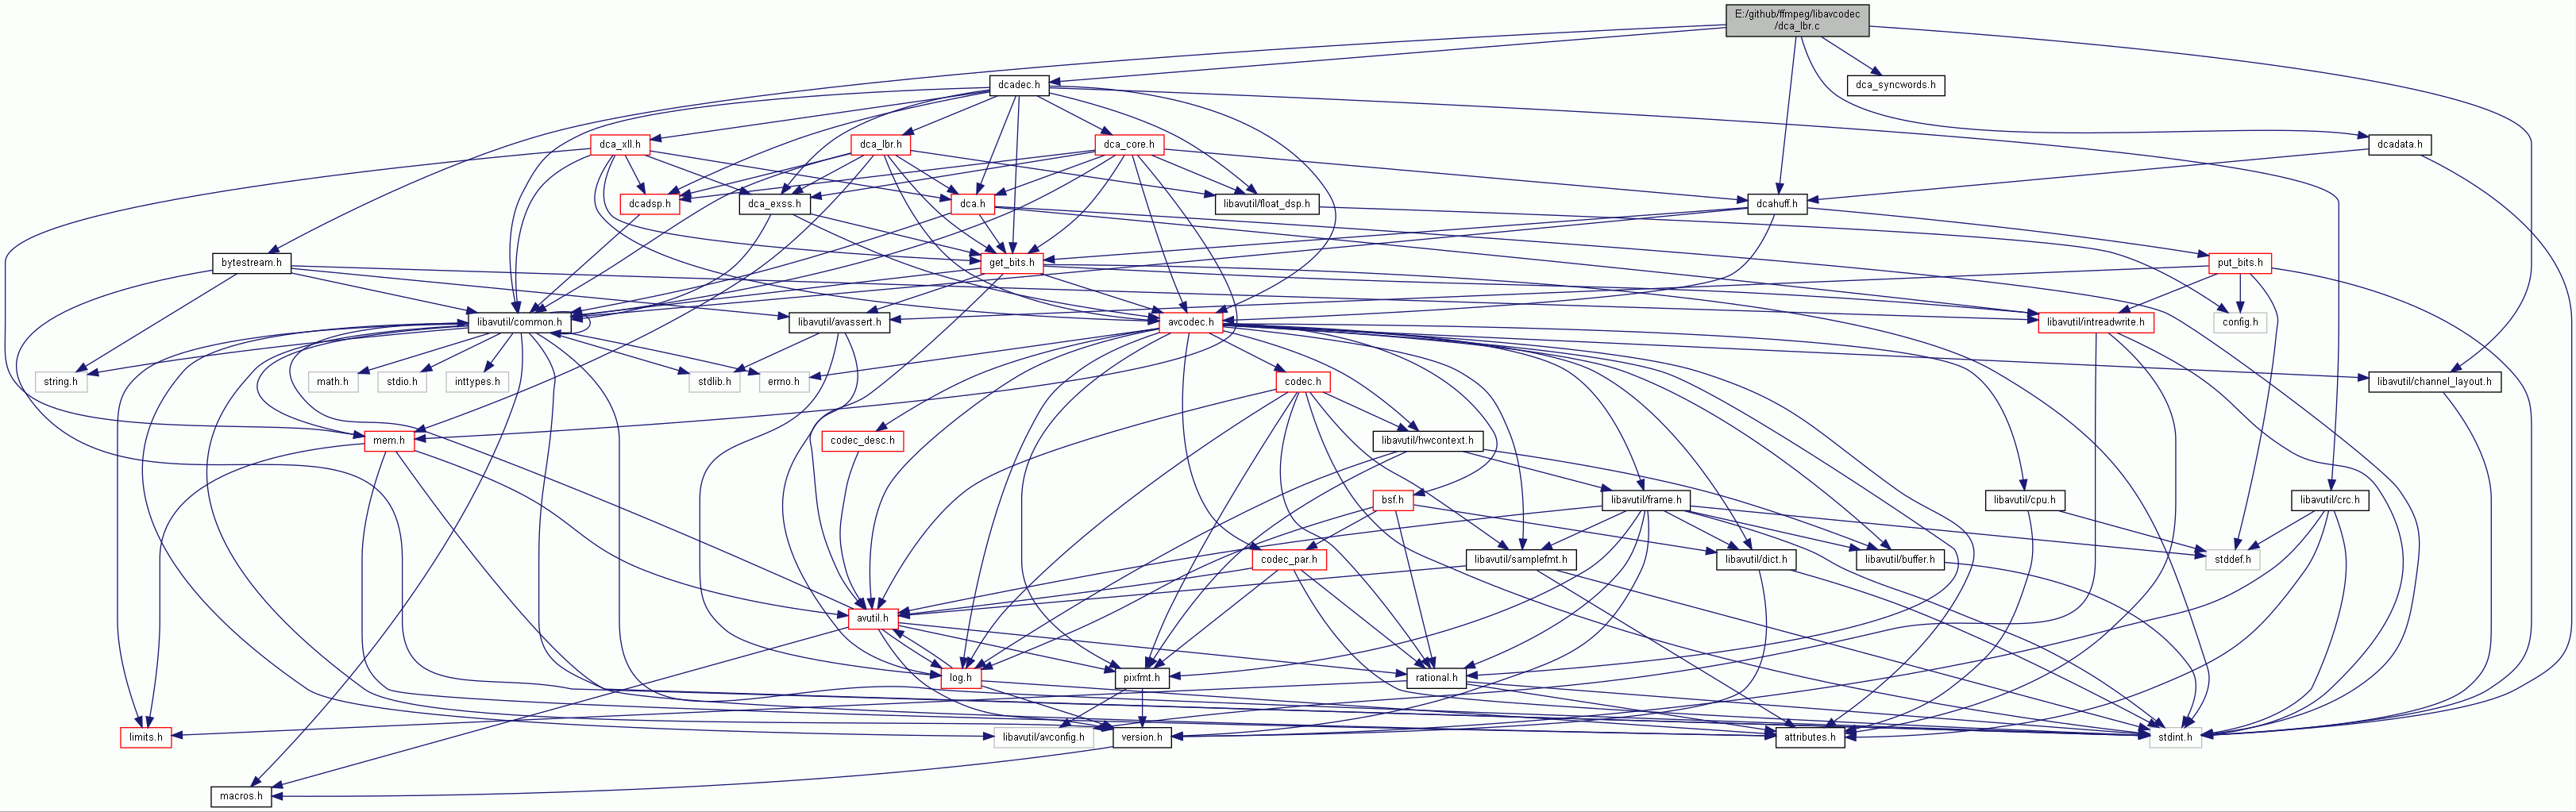 E:/github/ffmpeg/libavcodec
/dca_lbr.c
dcadec.h
dca_syncwords.h
dca_xll.h
dca_lbr.h
dca_core.h
dcadata.h
dcadsp.h
dca_exss.h
dca.h
libavutil/float_dsp.h
dcahuff.h
bytestream.h
get_bits.h
put_bits.h
libavutil/common.h
libavutil/avassert.h
avcodec.h
libavutil/intreadwrite.h
config.h
string.h
math.h
stdio.h
inttypes.h
stdlib.h
errno.h
codec.h
libavutil/channel_layout.h
mem.h
codec_desc.h
libavutil/hwcontext.h
bsf.h
libavutil/frame.h
libavutil/cpu.h
libavutil/crc.h
codec_par.h
libavutil/samplefmt.h
libavutil/dict.h
libavutil/buffer.h
stddef.h
avutil.h
log.h
pixfmt.h
rational.h
limits.h
libavutil/avconfig.h
version.h
attributes.h
stdint.h
macros.h